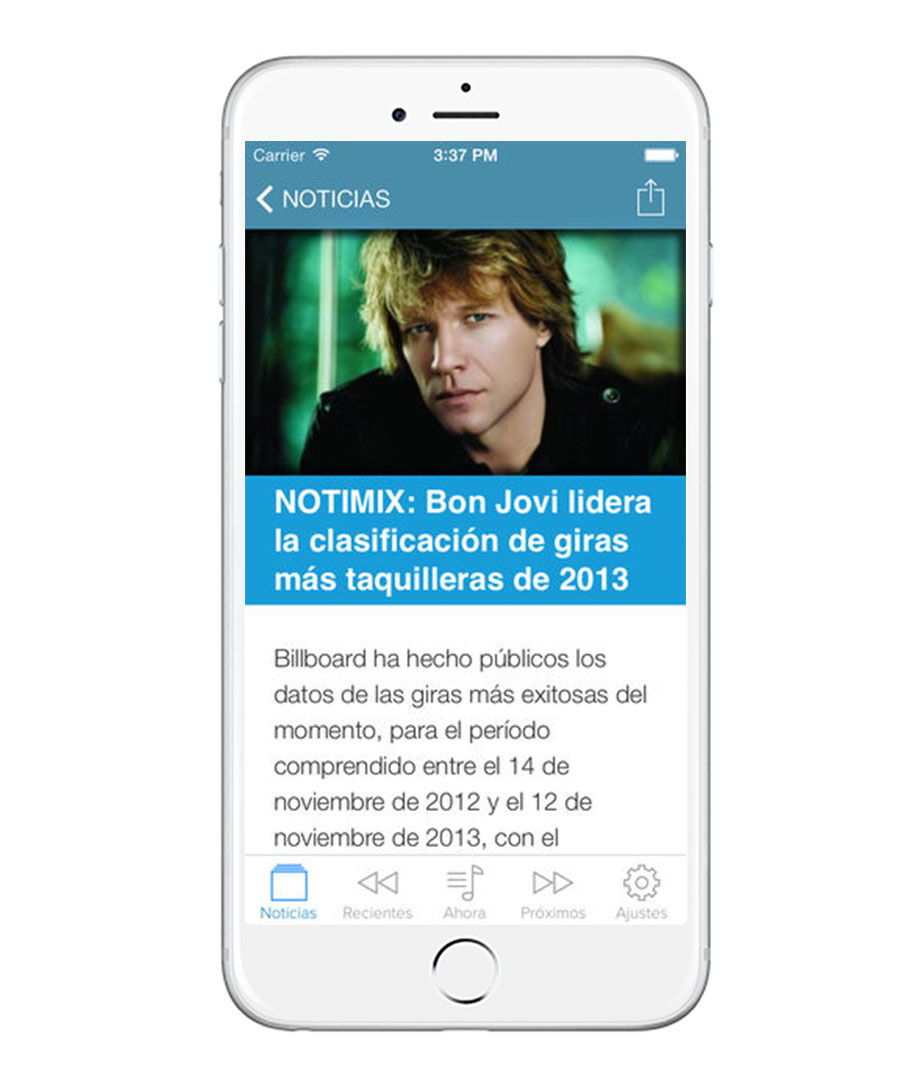 Carrier 3:37 PM
NOTICIAS
NOTIMIX: Bon Jovi lidera
la clasificación de giras
más taquilleras de 2013
Billboard ha hecho públicos los
datos de las giras más exitosas del
momento, para el período
comprendido entre el 14 de
noviembre de 2012 y el 12 de
noviembre de 2013, con el
Noticias Recientes Ahora Próximos Ajustes